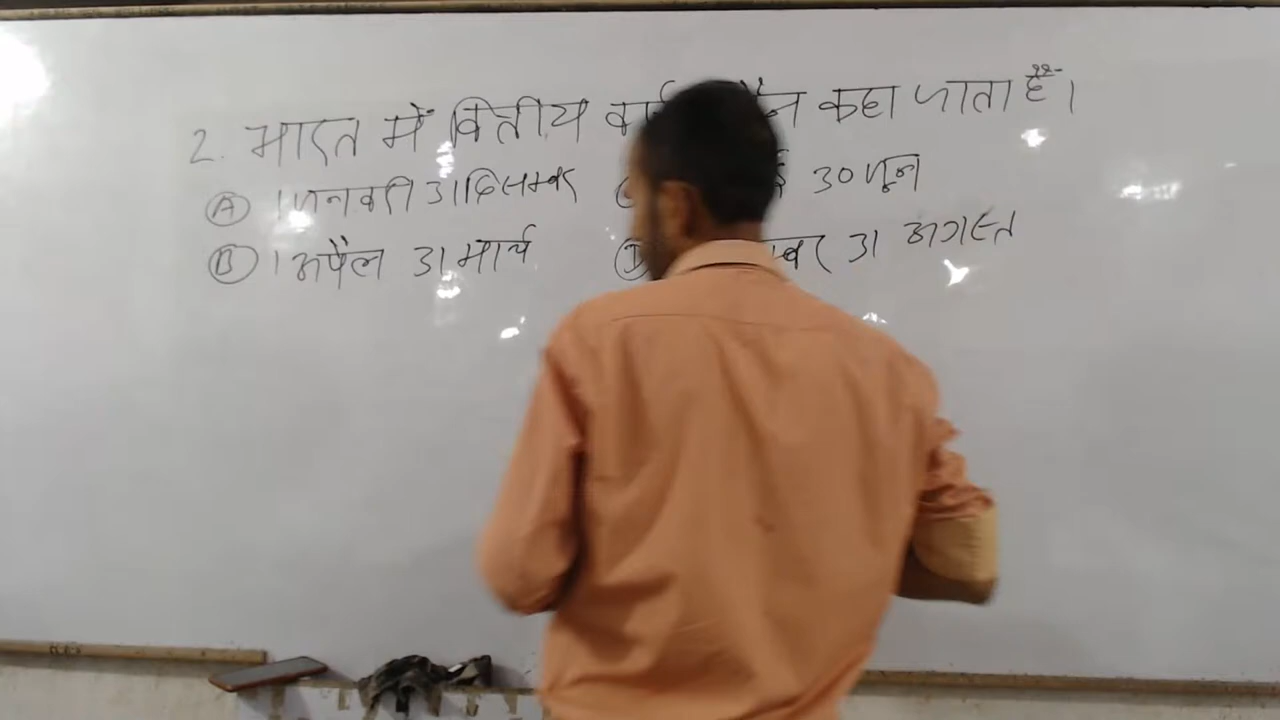 2. भारत में वित्तीय कहा जाता है।
Ⓐ 1 जनवरी 31 दिसम्बर 30 जून
Ⓑ 1 अप्रैल 31 मार्च Ⓓ 31 अगस्त